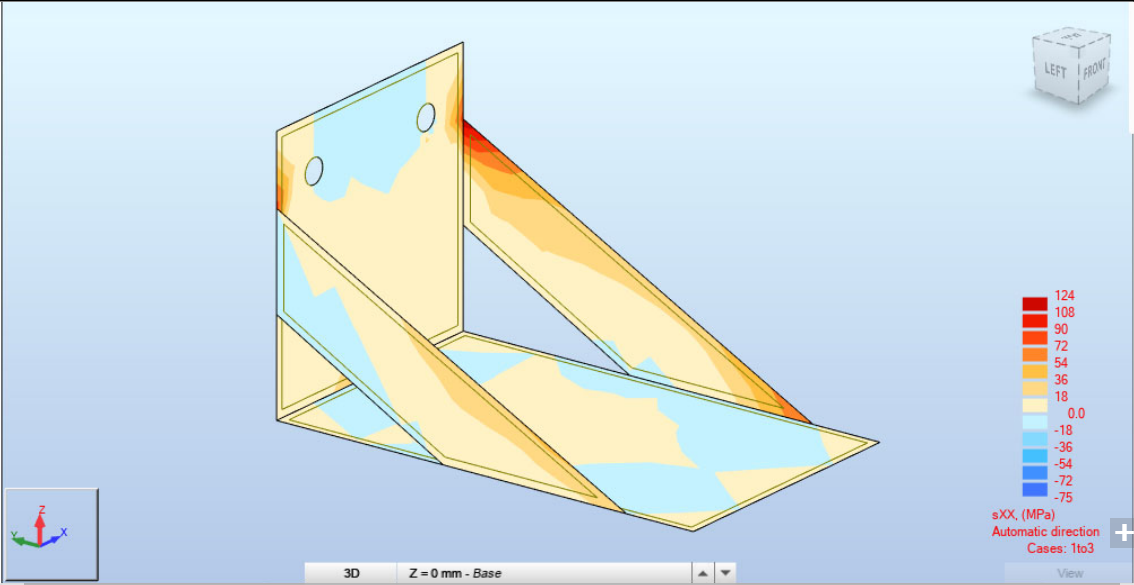 LEFT
FRONT
124
108
90
72
54
36
18
0.0
-18
-36
-54
-72
-75
sXX, (MPa)
Automatic direction
Cases: 1to3
Z
Y
X
3D
Z = 0 mm - Base
View